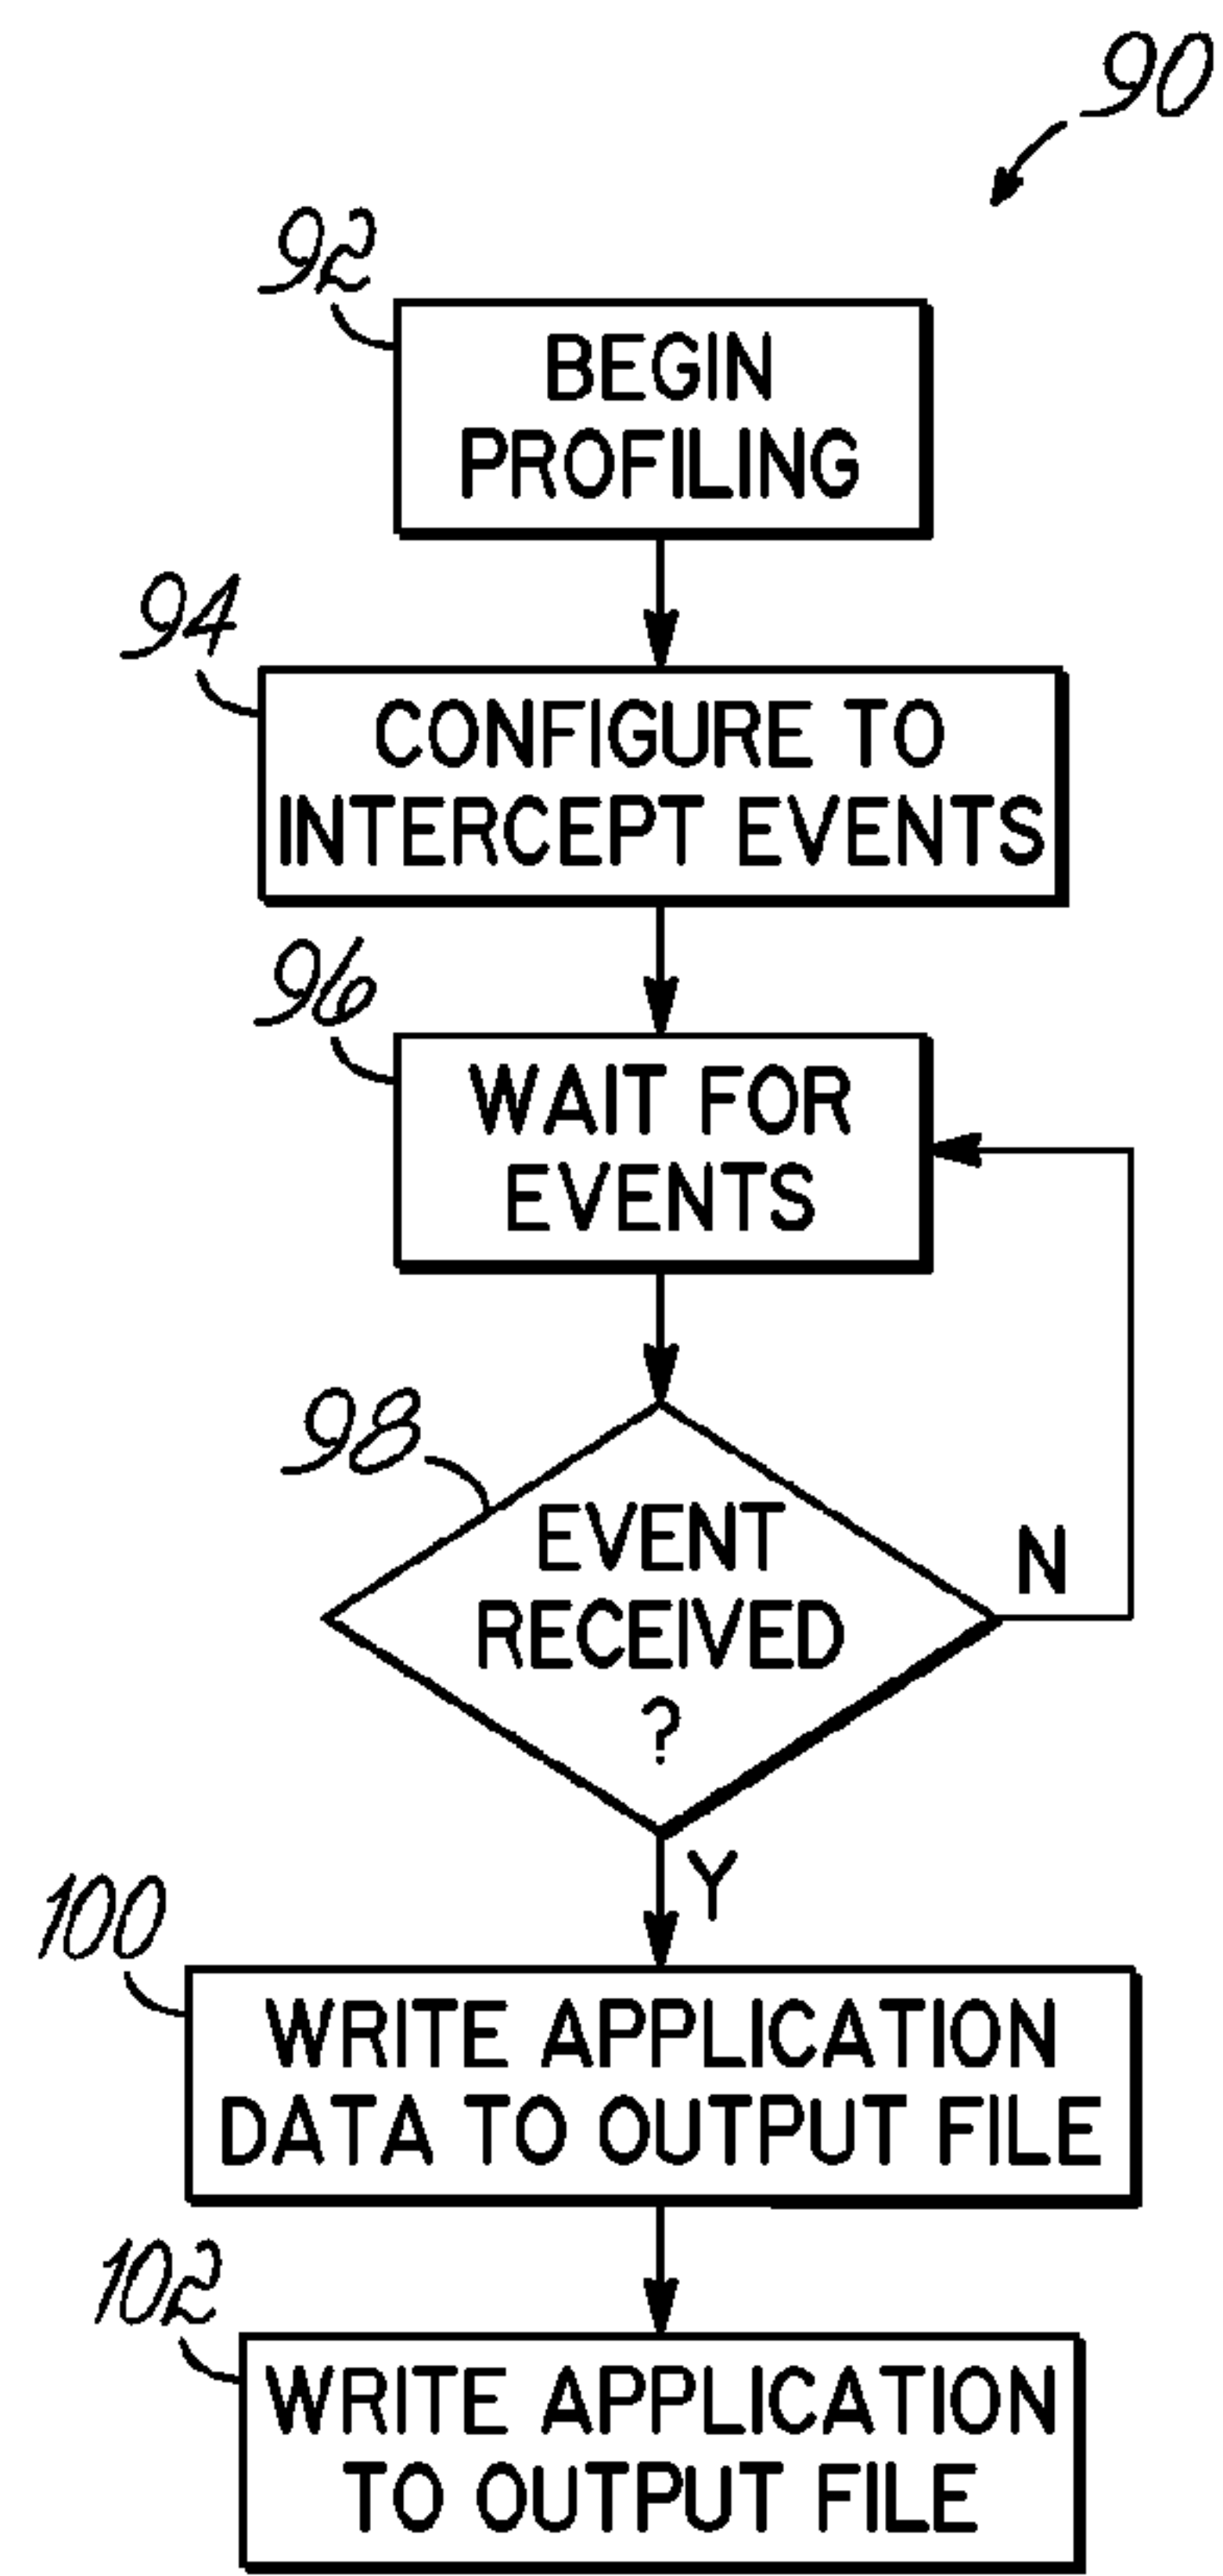 90
92
BEGIN
PROFILING
94
CONFIGURE TO
INTERCEPT EVENTS
96
WAIT FOR
EVENTS
98
EVENT
RECEIVED
?
N
Y
100
WRITE APPLICATION
DATA TO OUTPUT FILE
102
WRITE APPLICATION
TO OUTPUT FILE